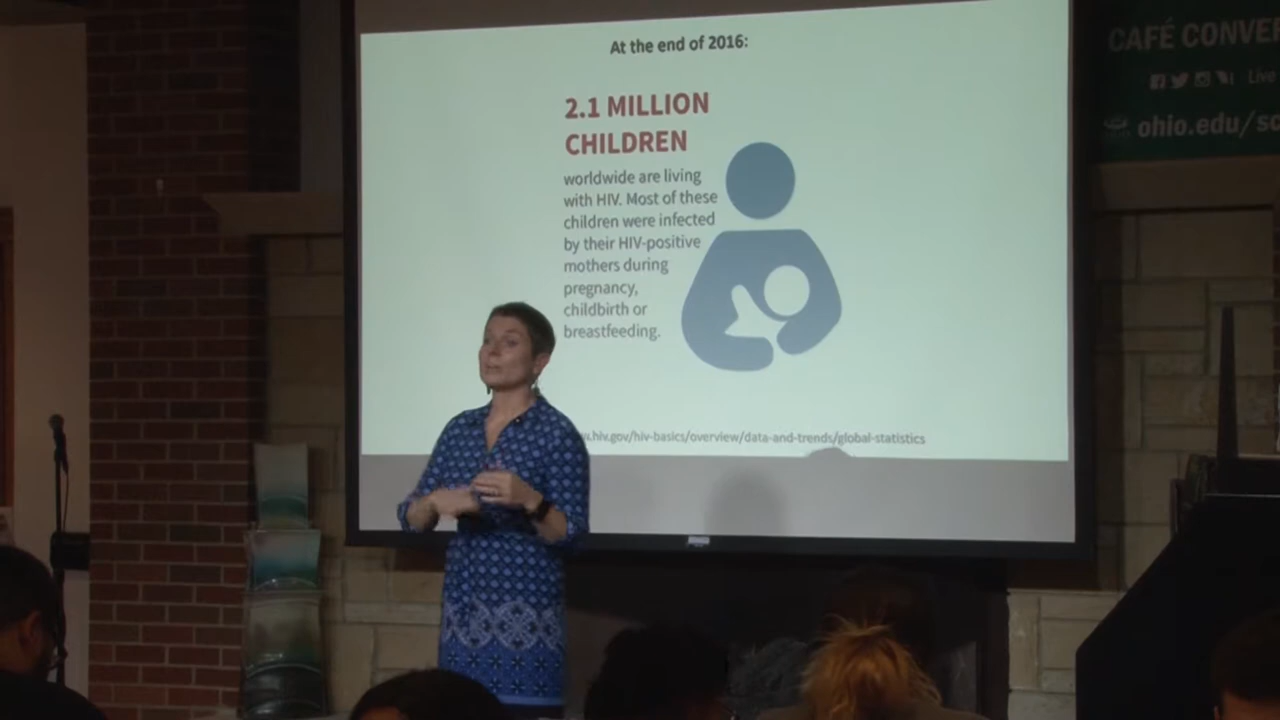 At the end of 2016:
2.1 MILLION
CHILDREN
worldwide are living
with HIV. Most of these
children were infected
by their HIV-positive
mothers during
pregnancy,
childbirth or
breastfeeding.
.hiv.gov/hiv-basics/overview/data-and-trends/global-statistics
CAFÉ CONVE
Live
ohio.edu/sc